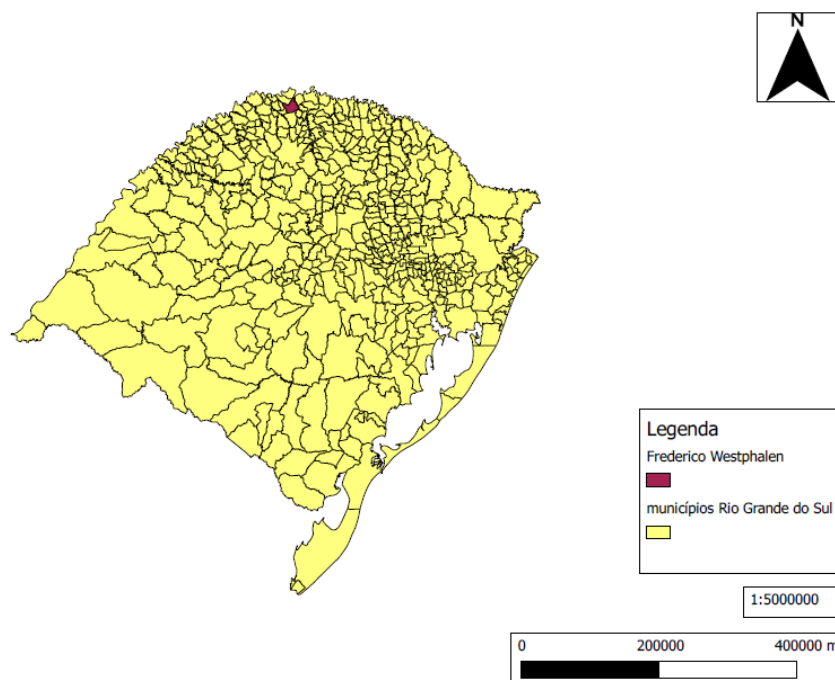 N
Legenda
Frederico Westphalen
municípios Rio Grande do Sul
1:5000000
0 200000 400000 m